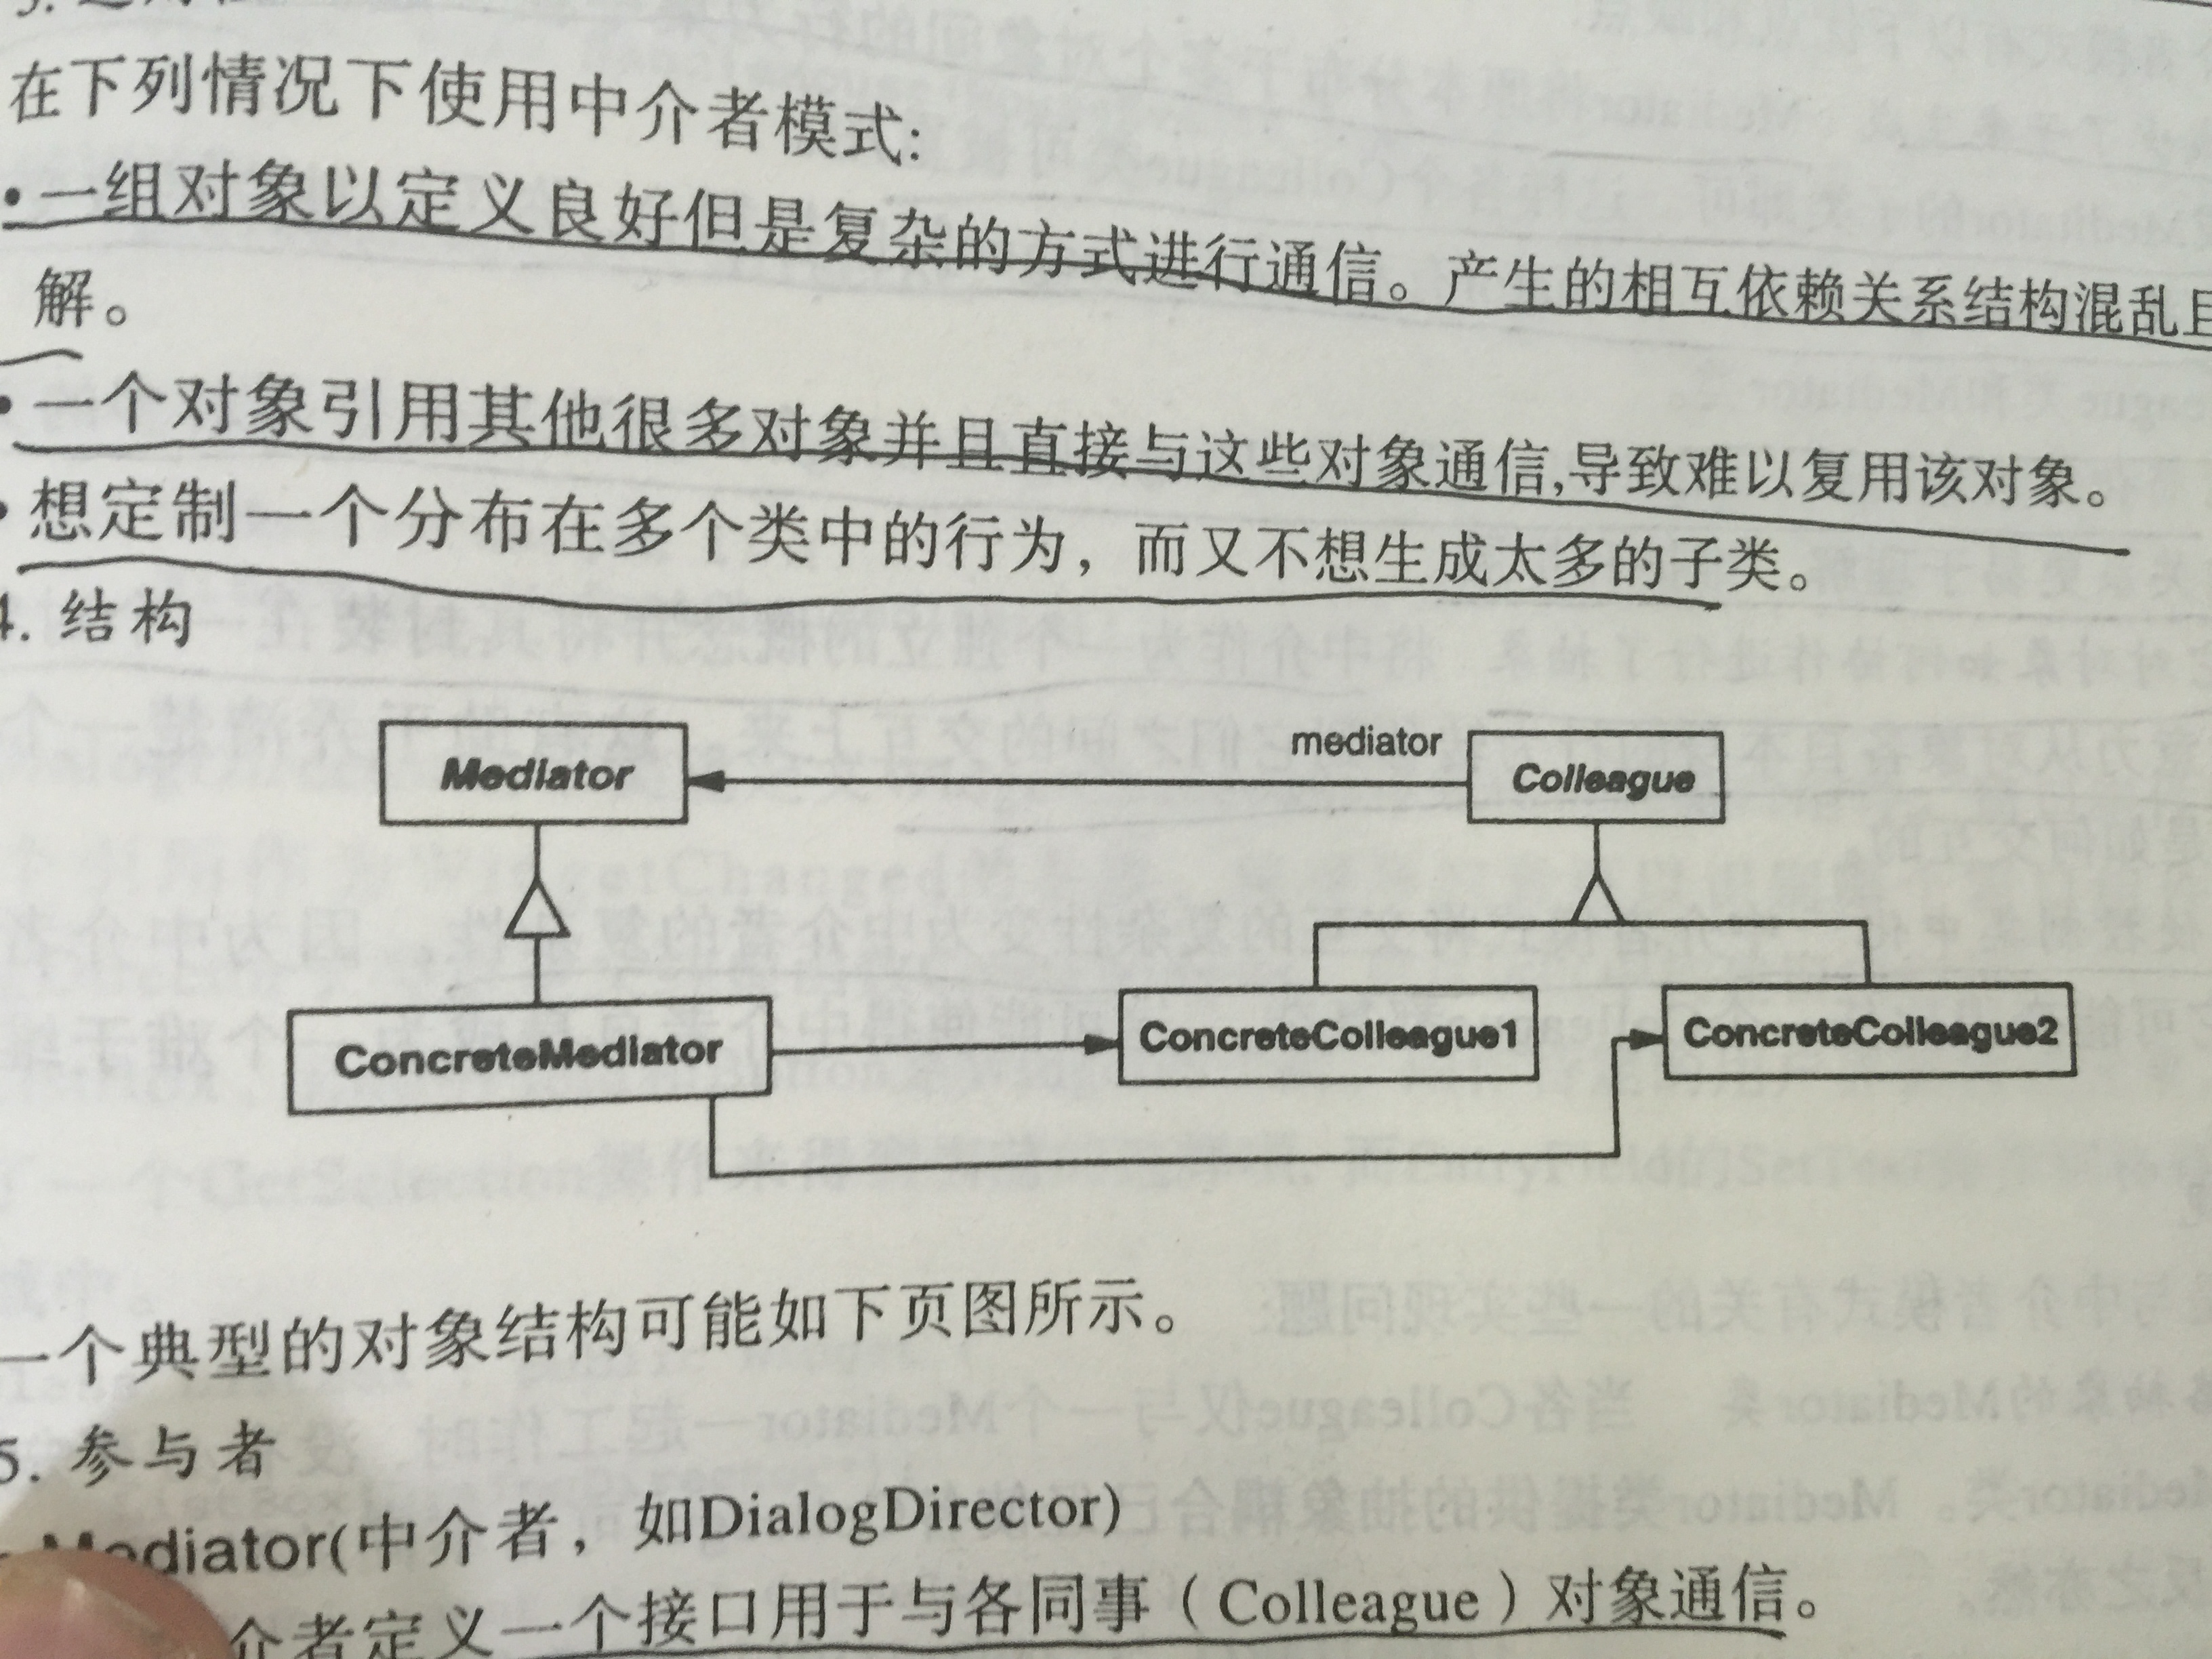 在下列情况下使用中介者模式:
•一组对象以定义良好但是复杂的方式进行通信。产生的相互依赖关系结构混乱且
解。
•一个对象引用其他很多对象并且直接与这些对象通信,导致难以复用该对象。
•想定制一个分布在多个类中的行为，而又不想生成太多的子类。
4. 结构
mediator
Mediator
Colleague
ConcreteMediator
ConcreteColleague1
ConcreteColleague2
一个典型的对象结构可能如下页图所示。
5. 参与者
Mediator(中介者，如DialogDirector)
介者定义一个接口用于与各同事（Colleague）对象通信。